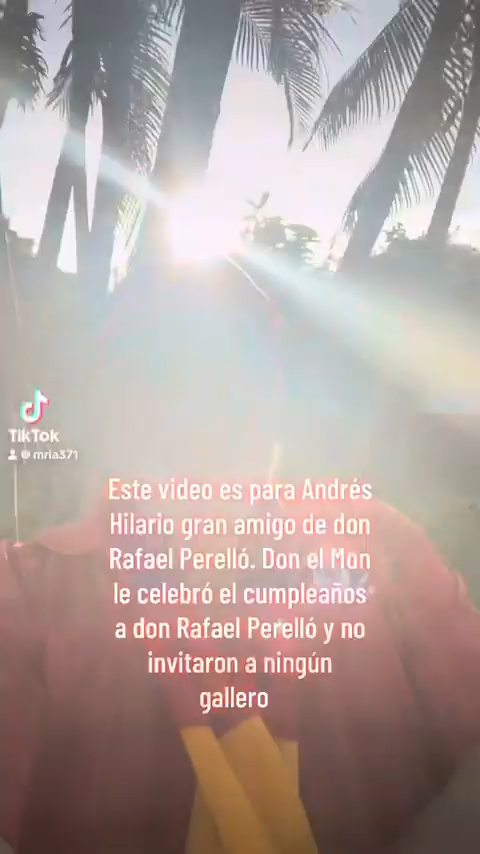 TikTok
@mrla371
Este video es para Andrés
Hilario gran amigo de don
Rafael Perelló. Don el Mon
le celebró el cumpleaños
a don Rafael Perelló y no
invitaron a ningún
gallero